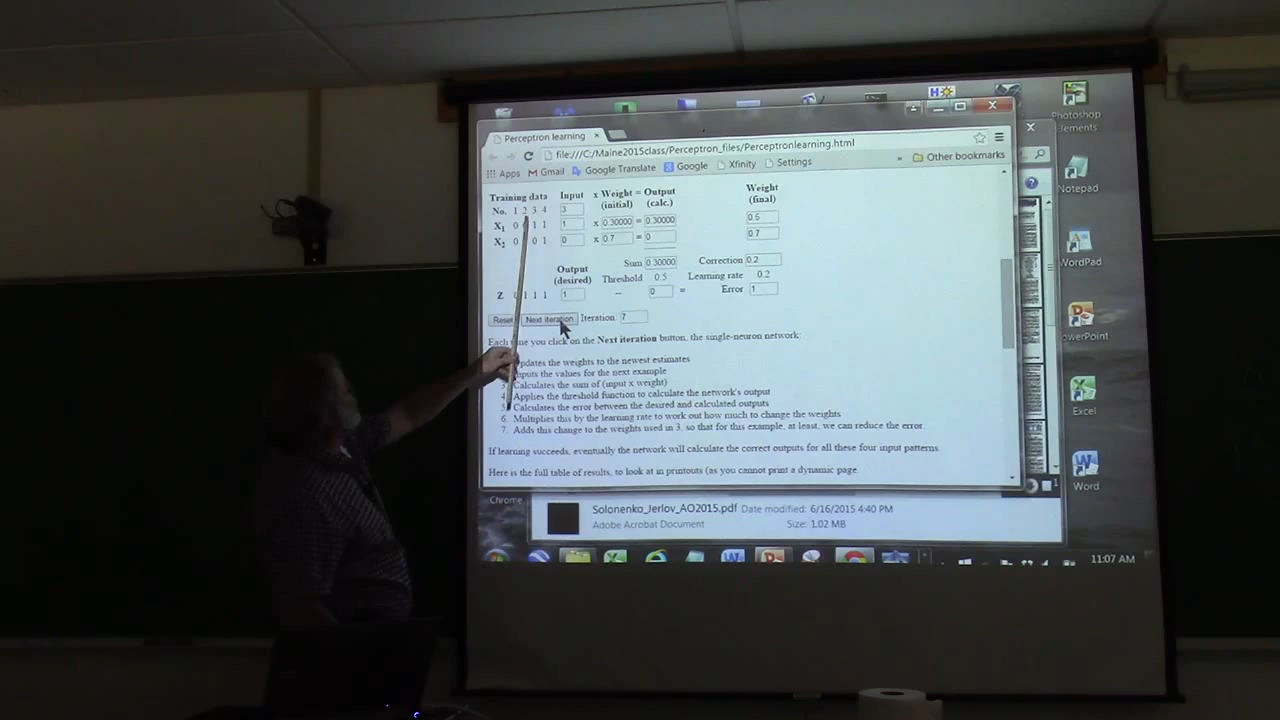 Photoshop Elements
Perceptron learning
file:///C:/Maine2015class/Perceptron_files/Perceptronlearning.html
Apps Gmail Google Translate Google Xfinity Settings » Other bookmarks
Training data Input x Weight = Output Weight
(initial) (calc.) (final)
No. 1 2 3 4 3
X1 0 1 1 1 x 0.30000 = 0.30000 0.5
X2 0 0 1 0 x 0.7 = 0 0.7
Sum 0.30000 Correction 0.2
Output (desired) Threshold 0.5 Learning rate 0.2
Z 1 1 1 1 -- 0 = Error 1
Reset Next iteration Iteration: 7
Each time you click on the Next iteration button, the single-neuron network:
Updates the weights to the newest estimates
Inputs the values for the next example
3. Calculates the sum of (input x weight)
4. Applies the threshold function to calculate the network's output
5. Calculates the error between the desired and calculated outputs
6. Multiplies this by the learning rate to work out how much to change the weights
7. Adds this change to the weights used in 3, so that for this example, at least, we can reduce the error.
If learning succeeds, eventually the network will calculate the correct outputs for all these four input patterns.
Here is the full table of results, to look at in printouts (as you cannot print a dynamic page.
Notepad
WordPad
PowerPoint
Excel
Word
Chrome
Solonenko_Jerlov_AO2015.pdf Date modified: 6/16/2015 4:40 PM
Adobe Acrobat Document Size: 1.02 MB
11:07 AM